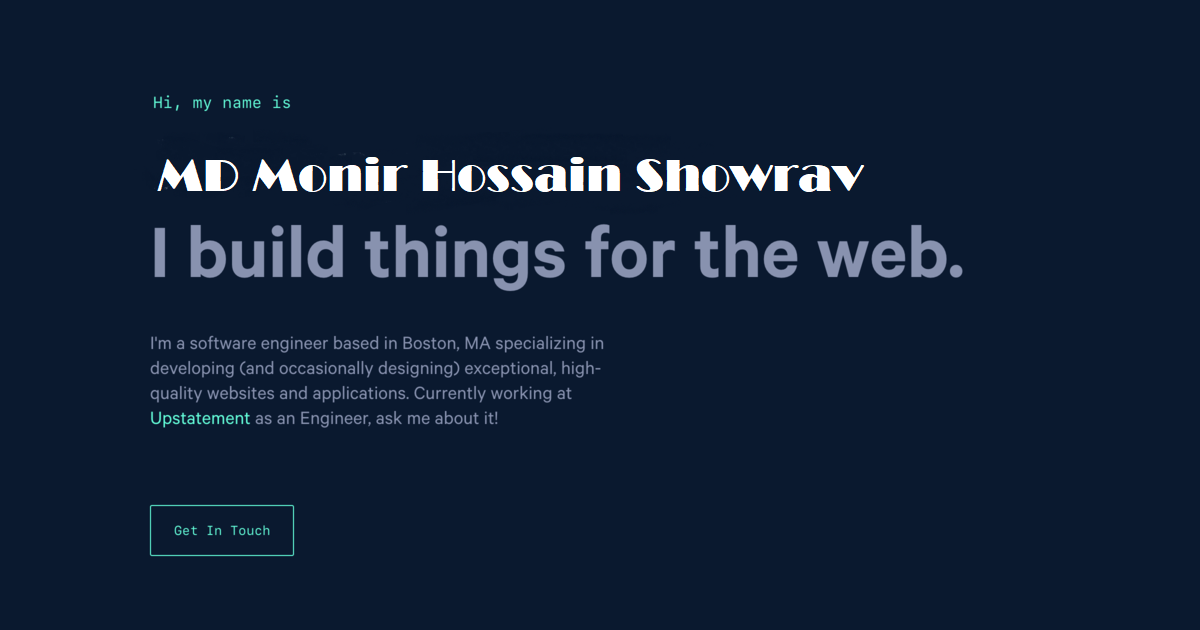 Hi, my name is
MD Monir Hossain Showrav
I build things for the web.
I'm a software engineer based in Boston, MA specializing in
developing (and occasionally designing) exceptional, high-
quality websites and applications. Currently working at
Upstatement as an Engineer, ask me about it!
Get In Touch